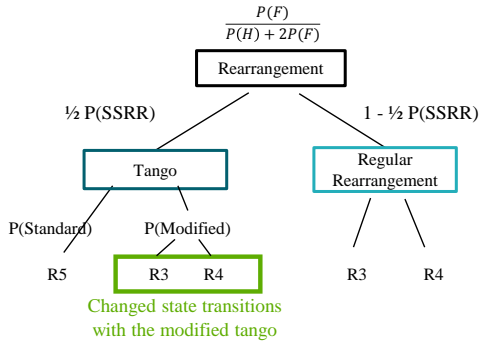 P(F)
P(H) + 2P(F)
Rearrangement
½ P(SSRR)
1 - ½ P(SSRR)
Tango
Regular
Rearrangement
P(Standard)
P(Modified)
R5
R3
R4
R3
R4
Changed state transitions
with the modified tango